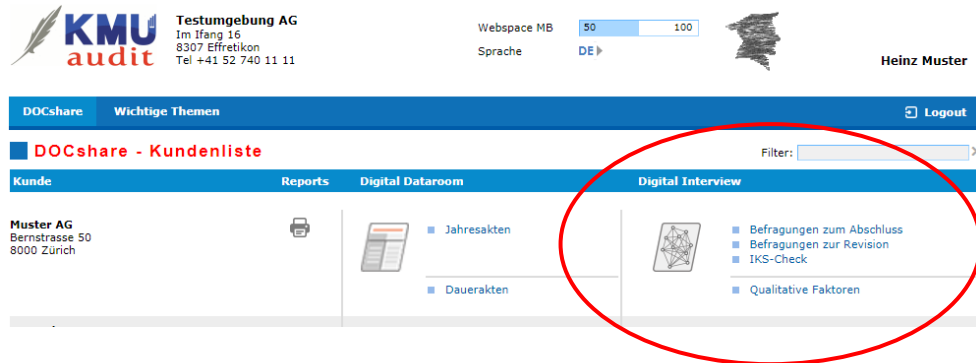 KMU
audit
Testumgebung AG
Im Ifang 16
8307 Effretikon
Tel +41 52 740 11 11
Webspace MB 50 100
Sprache DE
Heinz Muster
DOCshare Wichtige Themen Logout
DOCshare - Kundenliste
Filter:
Kunde Reports Digital Dataroom Digital Interview
Muster AG
Bernstrasse 50
8000 Zürich
Jahresakten
Dauerakten
Befragungen zum Abschluss
Befragungen zur Revision
IKS-Check
Qualitative Faktoren